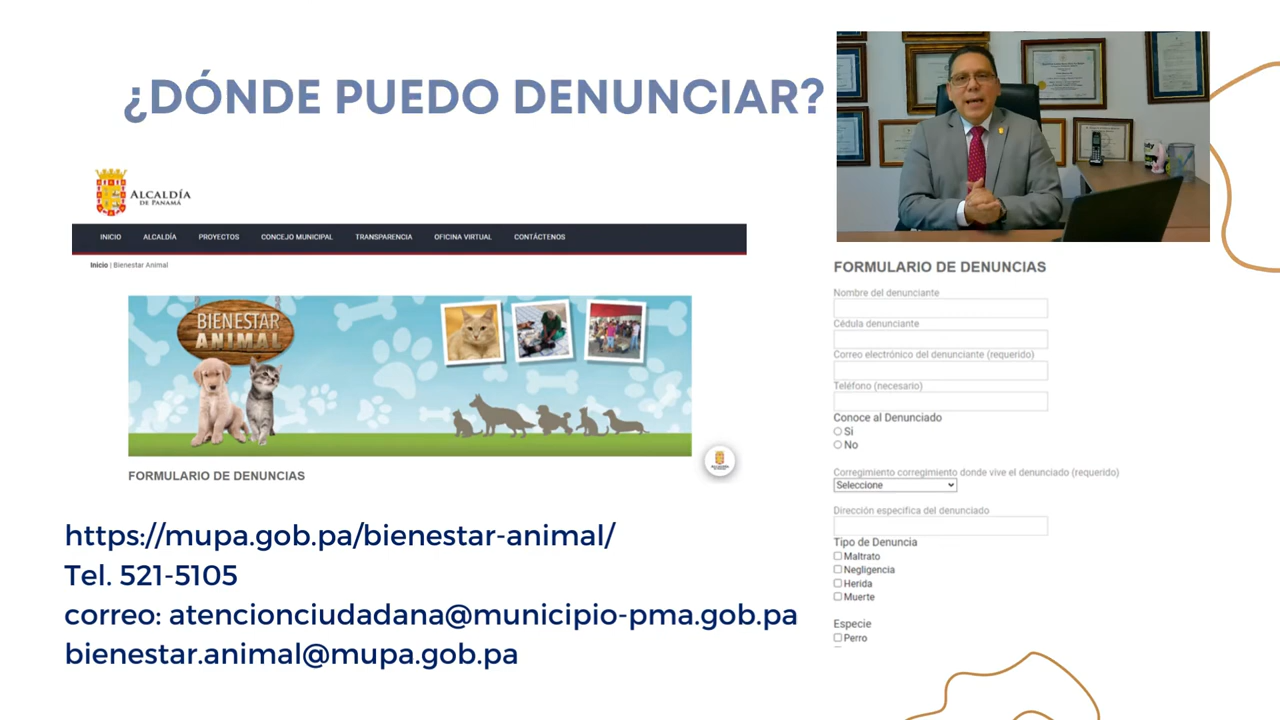 ¿DÓNDE PUEDO DENUNCIAR?
ALCALDÍA
DE PANAMÁ
INICIO ALCALDÍA PROYECTOS CONCEJO MUNICIPAL TRANSPARENCIA OFICINA VIRTUAL CONTÁCTENOS
Inicio | Bienestar Animal
BIENESTAR
ANIMAL
FORMULARIO DE DENUNCIAS
https://mupa.gob.pa/bienestar-animal/
Tel. 521-5105
correo: atencionciudadana@municipio-pma.gob.pa
bienestar.animal@mupa.gob.pa
FORMULARIO DE DENUNCIAS
Nombre del denunciante
Cédula denunciante
Correo electrónico del denunciante (requerido)
Teléfono (necesario)
Conoce al Denunciado
Si
No
Corregimiento corregimiento donde vive el denunciado (requerido)
Seleccione
Dirección especifica del denunciado
Tipo de Denuncia
Maltrato
Negligencia
Herida
Muerte
Especie
Perro